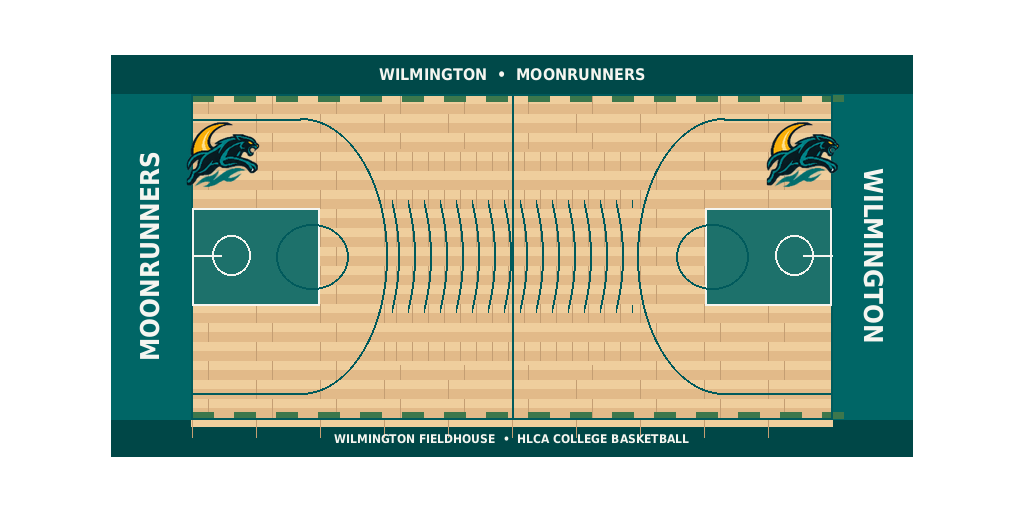 WILMINGTON • MOONRUNNERS
MOONRUNNERS
WILMINGTON
WILMINGTON FIELDHOUSE • HLCA COLLEGE BASKETBALL